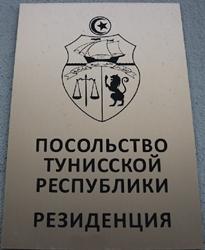 ПОСОЛЬСТВО
ТУНИССКОЙ
РЕСПУБЛИКИ
РЕЗИДЕНЦИЯ